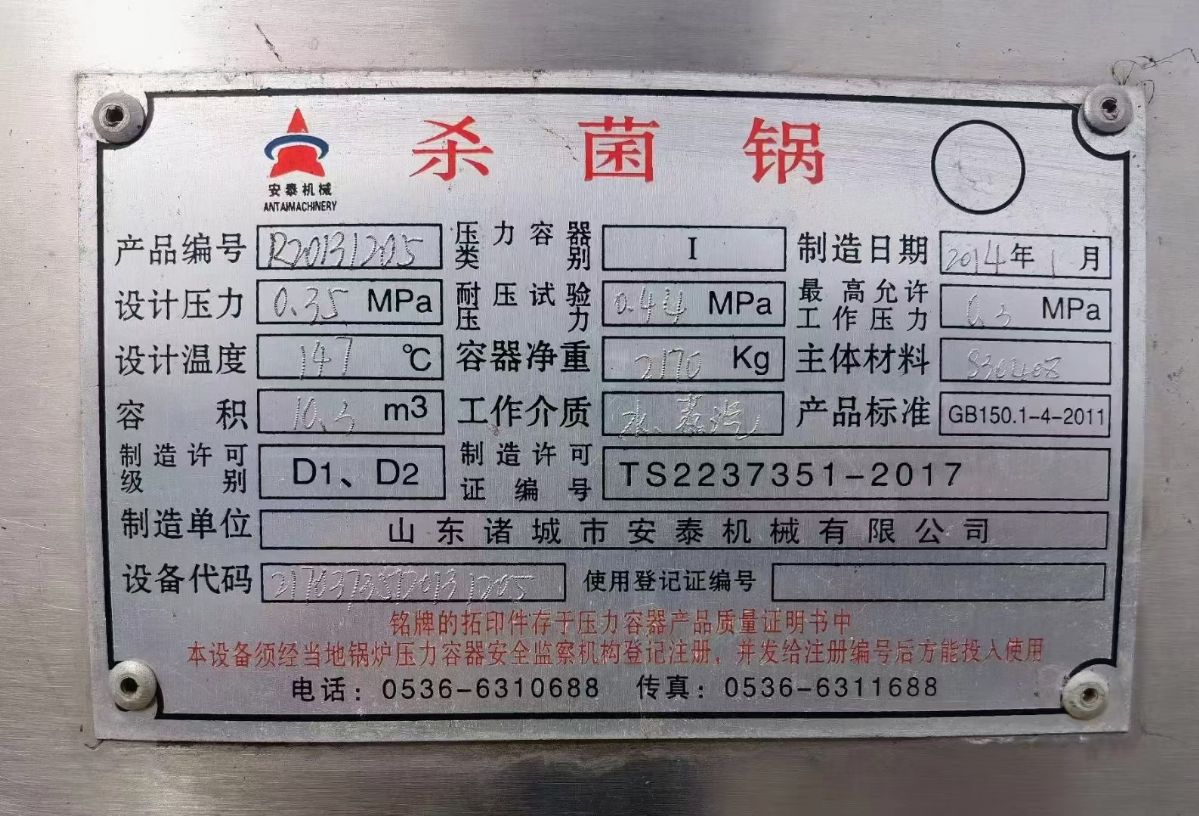 杀菌锅
安泰机械
ANTAIMACHINERY
产品编号 R20131205 压力容器类别 I 制造日期 2014年1月
设计压力 0.35 MPa 耐压试验压力 0.44 MPa 最高允许工作压力 0.3 MPa
设计温度 147 ℃ 容器净重 2170 Kg 主体材料 S30408
容积 10.3 m3 工作介质 水、蒸汽 产品标准 GB150.1-4-2011
制造许可级别 D1、D2 制造许可证编号 TS2237351-2017
制造单位 山东诸城市安泰机械有限公司
设备代码 使用登记证编号
铭牌的拓印件存于压力容器产品质量证明书中
本设备须经当地锅炉压力容器安全监察机构登记注册，并发给注册编号后方能投入使用
电话：0536-6310688 传真：0536-6311688